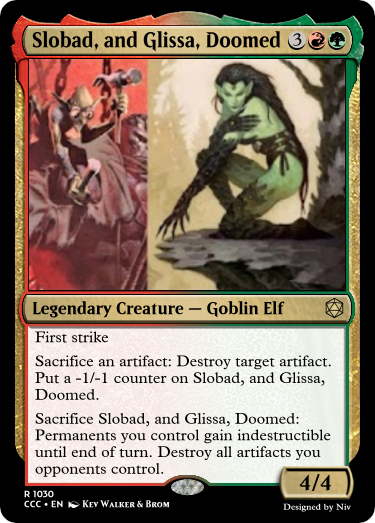 Slobad, and Glissa, Doomed 3
Legendary Creature — Goblin Elf
First strike
Sacrifice an artifact: Destroy target artifact.
Put a -1/-1 counter on Slobad, and Glissa,
Doomed.
Sacrifice Slobad, and Glissa, Doomed:
Permanents you control gain indestructible
until end of turn. Destroy all artifacts you
opponents control.
4/4
R 1030
CCC • EN Kev Walker & Brom
Designed by Niv